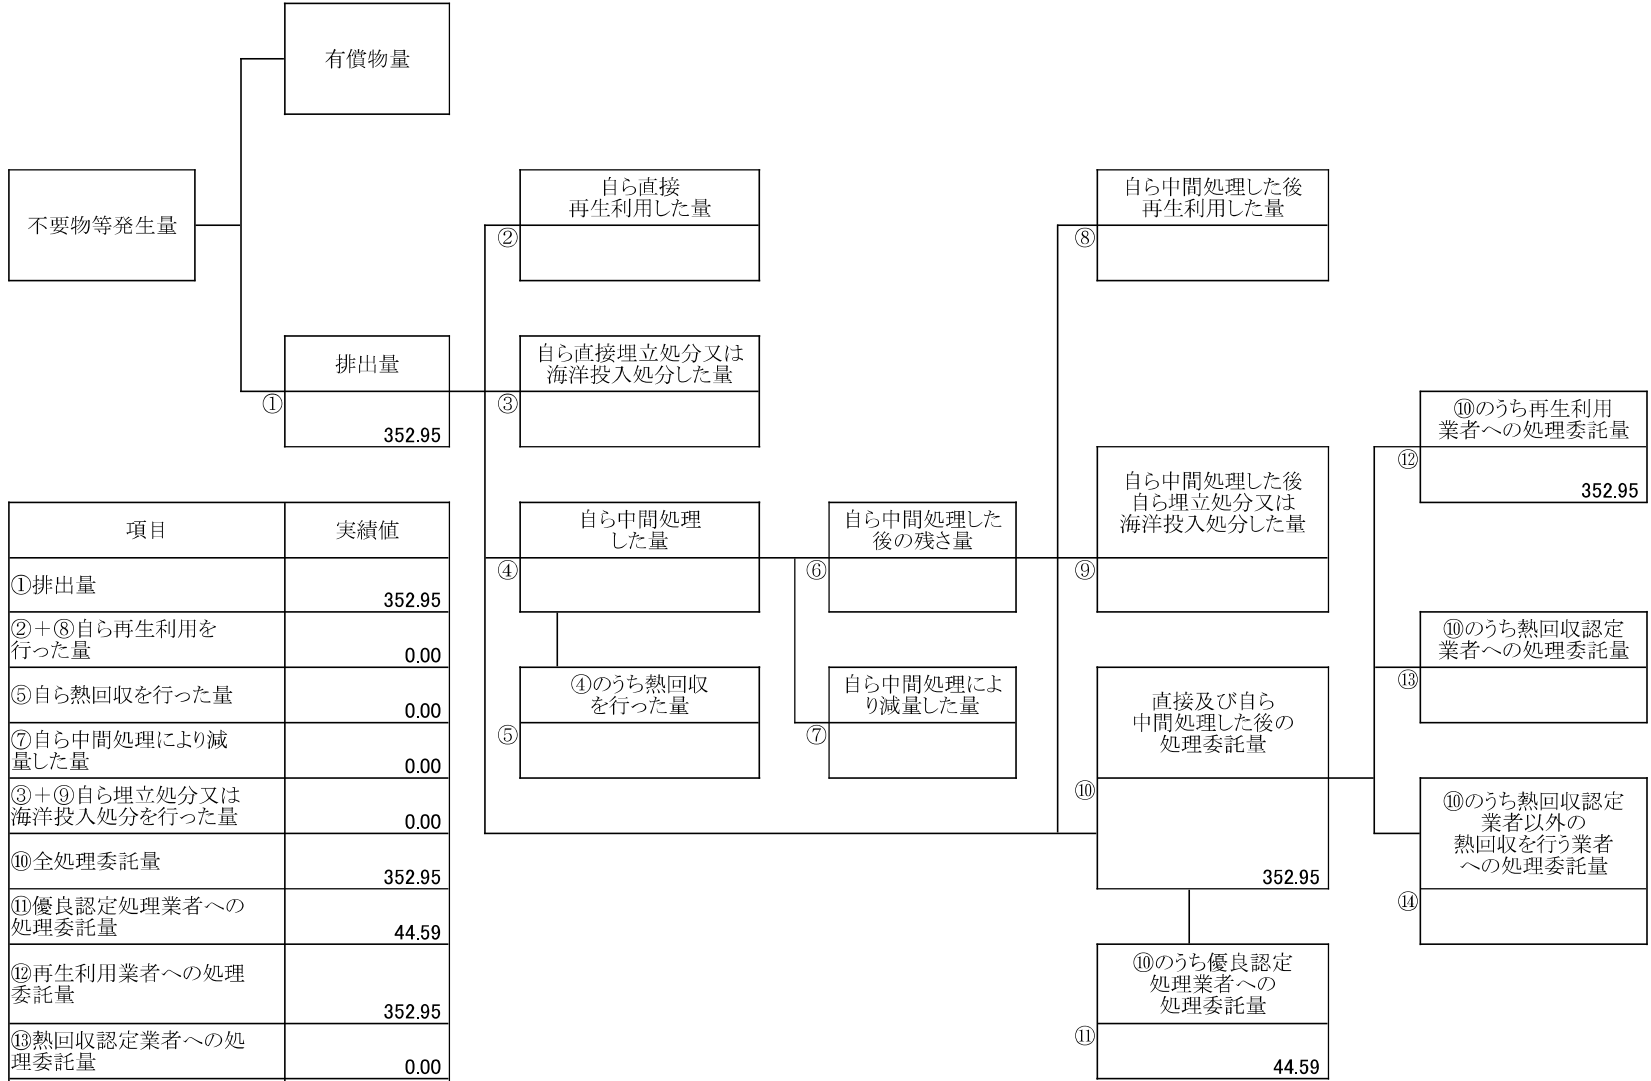 有償物量
不要物等発生量
自ら直接
再生利用した量
②
自ら中間処理した後
再生利用した量
⑧
排出量
①
352.95
自ら直接埋立処分又は
海洋投入処分した量
③
⑩のうち再生利用
業者への処理委託量
⑫
352.95
自ら中間処理した後
自ら埋立処分又は
海洋投入処分した量
⑨
自ら中間処理
した量
④
自ら中間処理した
後の残さ量
⑥
⑩のうち熱回収認定
業者への処理委託量
⑬
④のうち熱回収
を行った量
⑤
自ら中間処理によ
り減量した量
⑦
直接及び自ら
中間処理した後の
処理委託量
⑩
352.95
⑩のうち熱回収認定
業者以外の
熱回収を行う業者
への処理委託量
⑭
⑩のうち優良認定
処理業者への
処理委託量
⑪
44.59
項目
実績値
①排出量
352.95
②+⑧自ら再生利用を
行った量
0.00
⑤自ら熱回収を行った量
0.00
⑦自ら中間処理により減
量した量
0.00
③+⑨自ら埋立処分又は
海洋投入処分を行った量
0.00
⑩全処理委託量
352.95
⑪優良認定処理業者への
処理委託量
44.59
⑫再生利用業者への処理
委託量
352.95
⑬熱回収認定業者への処
理委託量
0.00